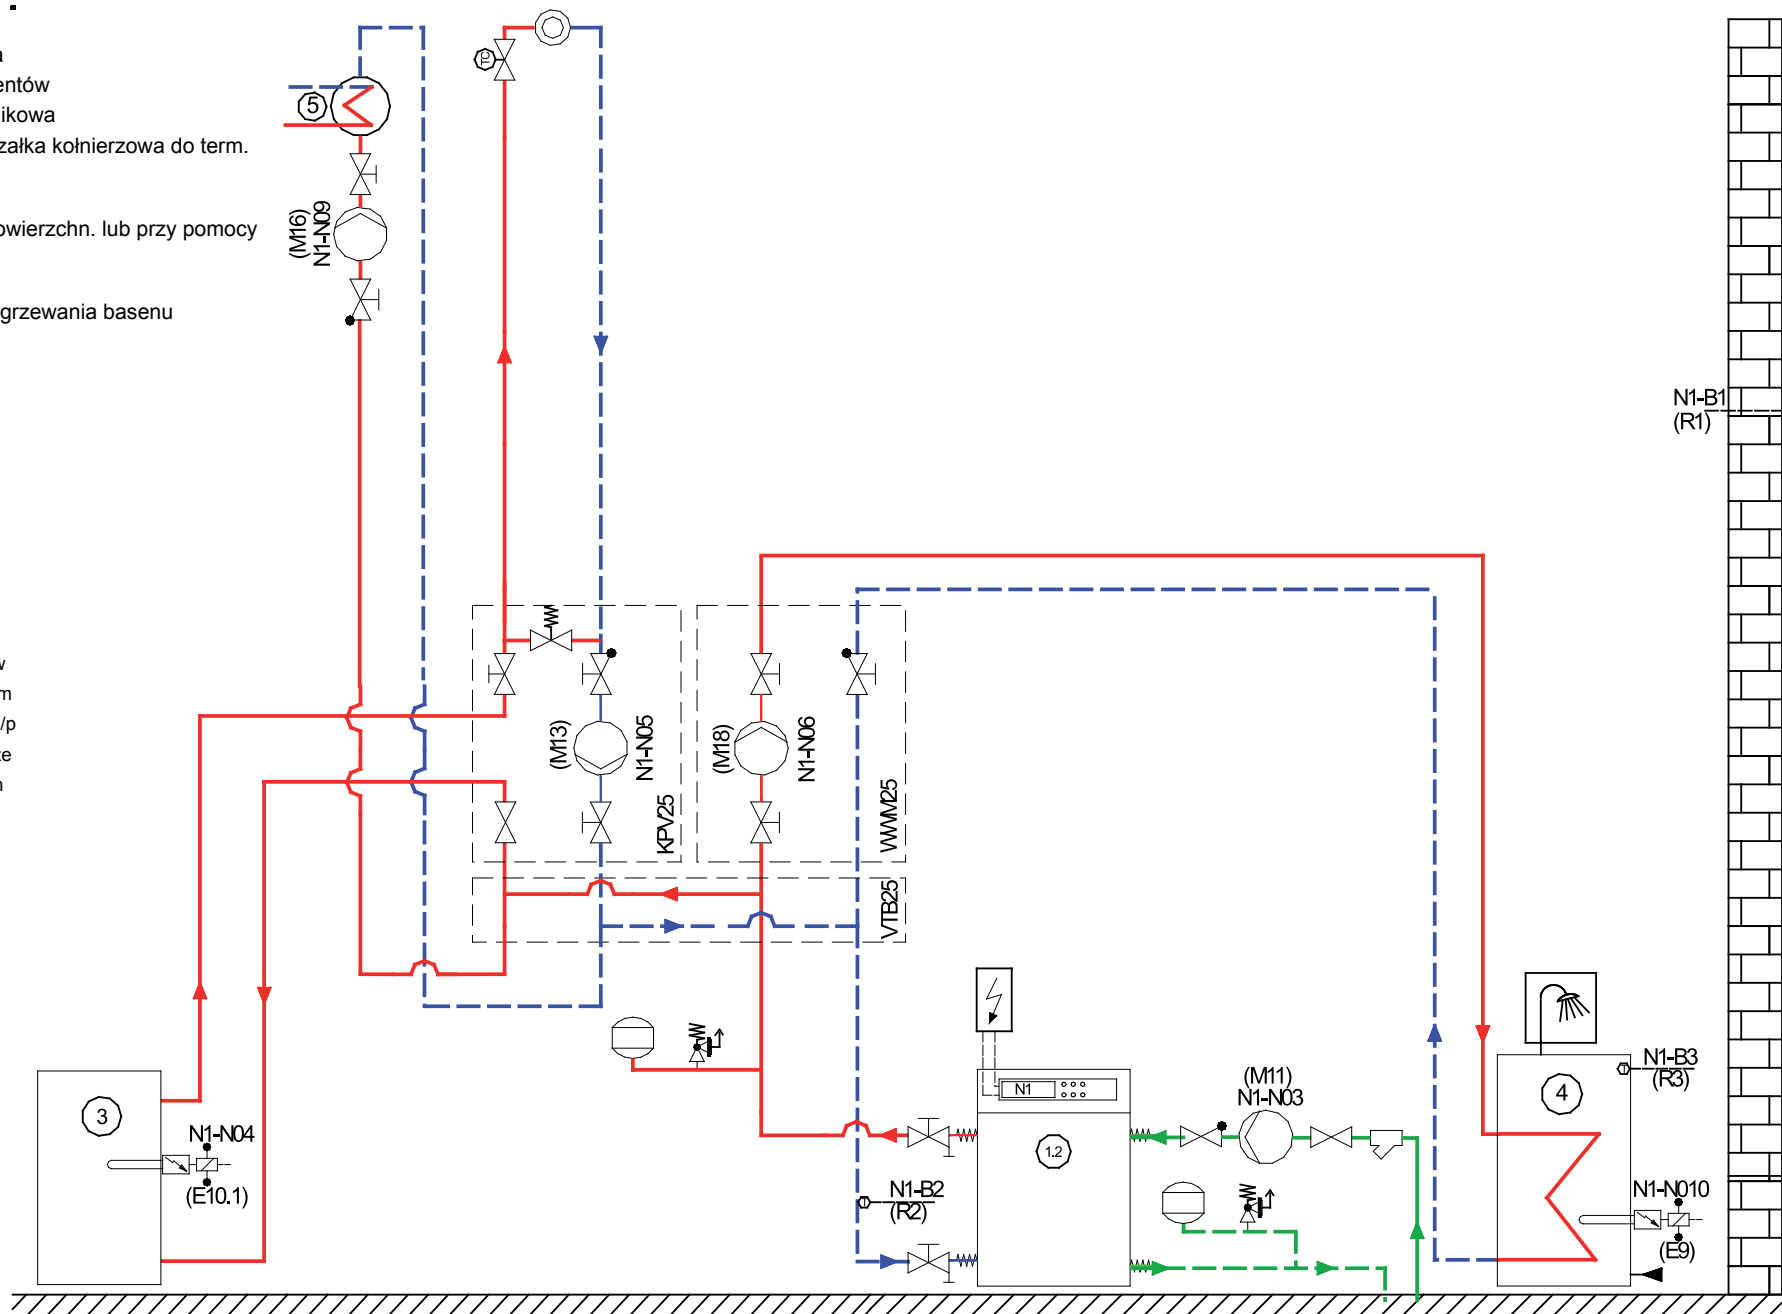 a
entów
ikowa
załka kołnierzowa do term.
owierzchn. lub przy pomocy
grzewania basenu
w
m
/p
te
n
5
TC
(M16)
N1-N09
N1-B1
(R1)
(M13)
N1-N05
KPV25
(M18)
N1-N06
WWM25
VTB25
3
N1-N04
(E10.1)
N1
1.2
N1-B2
(R2)
(M11)
N1-N03
4
N1-B3
(R3)
N1-N010
(E9)